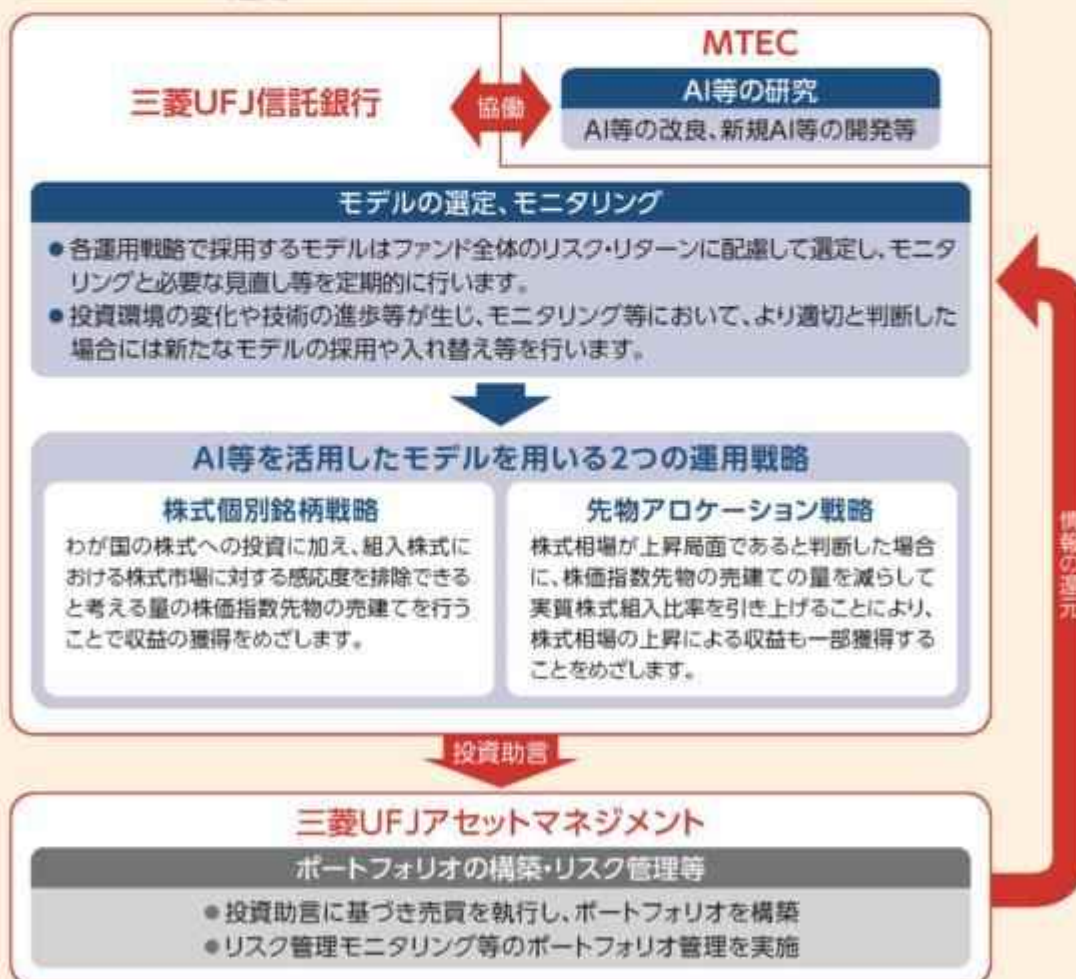 MTEC
三菱UFJ信託銀行
協働
AI等の研究
AI等の改良、新規AI等の開発等
モデルの選定、モニタリング
●各運用戦略で採用するモデルはファンド全体のリスク・リターンに配慮して選定し、モニタ
リングと必要な見直し等を定期的に行います。
●投資環境の変化や技術の進歩等が生じ、モニタリング等において、より適切と判断した
場合には新たなモデルの採用や入れ替え等を行います。
AI等を活用したモデルを用いる2つの運用戦略
株式個別銘柄戦略
わが国の株式への投資に加え、組入株式に
おける株式市場に対する感応度を排除できる
と考える量の株価指数先物の売建てを行う
ことで収益の獲得をめざします。
先物アロケーション戦略
株式相場が上昇局面であると判断した場合
に、株価指数先物の売建ての量を減らして
実質株式組入比率を引き上げることにより、
株式相場の上昇による収益も一部獲得する
ことをめざします。
情報の還元
投資助言
三菱UFJアセットマネジメント
ポートフォリオの構築・リスク管理等
●投資助言に基づき売買を執行し、ポートフォリオを構築
●リスク管理モニタリング等のポートフォリオ管理を実施